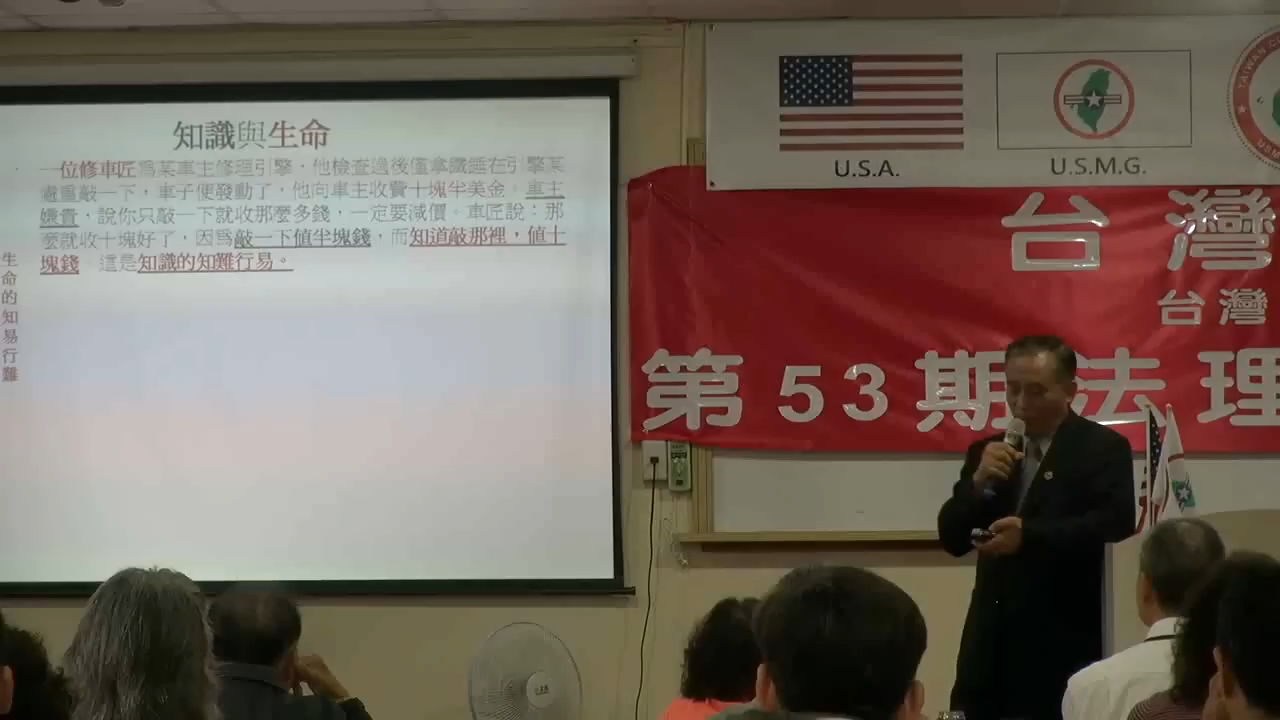 知識與生命
一位修車匠爲某車主修理引擎，他檢查過後僅拿鐵錘在引擎某
處重敲一下，車子便發動了，他向車主收費十塊半美金。車主
嫌貴，說你只敲一下就收那麼多錢，一定要減價。車匠說：那
麼就收十塊好了，因爲敲一下值半塊錢，而知道敲那裡，值十
塊錢。這是知識的知難行易。
生命的知易行難
U.S.A.
U.S.M.G.
台灣
台灣
第53期法理